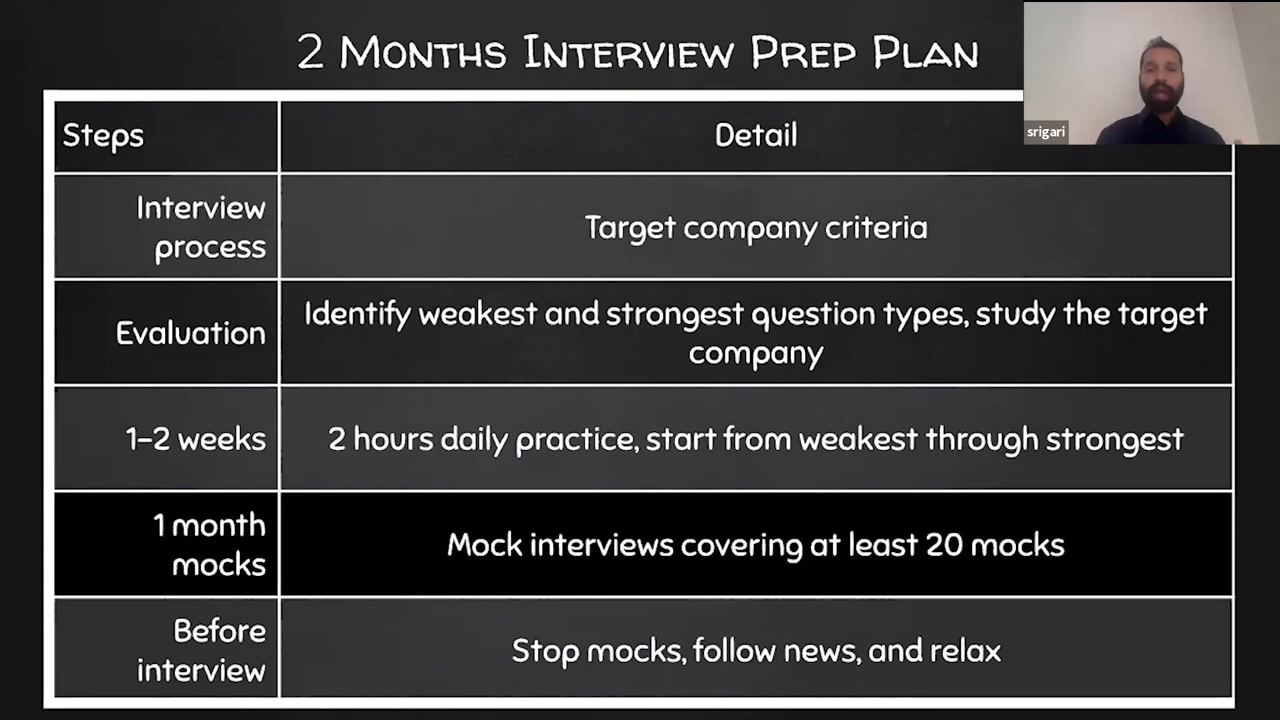 2 Months Interview Prep Plan
srigari
Steps
Detail
Interview
process
Target company criteria
Evaluation
Identify weakest and strongest question types, study the target
company
1-2 weeks
2 hours daily practice, start from weakest through strongest
1 month
mocks
Mock interviews covering at least 20 mocks
Before
interview
Stop mocks, follow news, and relax